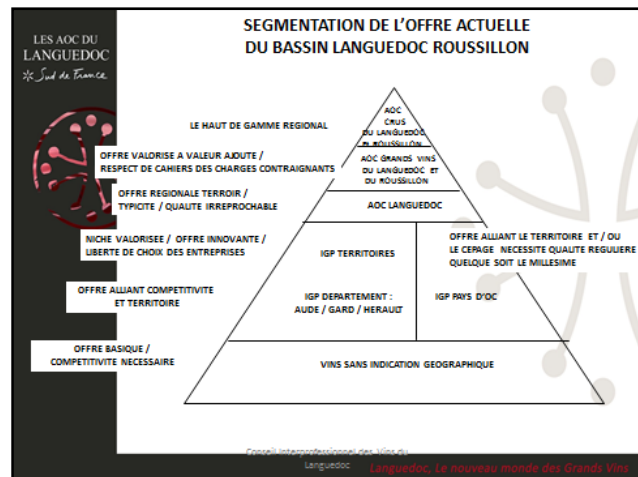 LES AOC DU
LANGUEDOC
Sud de France
SEGMENTATION DE L'OFFRE ACTUELLE
DU BASSIN LANGUEDOC ROUSSILLON
LE HAUT DE GAMME REGIONAL
AOC
CRUS
DU LANGUEDOC
ET ROUSSILLON
OFFRE VALORISE A VALEUR AJOUTE /
RESPECT DE CAHIERS DES CHARGES CONTRAIGNANTS
AOC GRANDS VINS
DU LANGUEDOC ET
DU ROUSSILLON
OFFRE REGIONALE TERROIR /
TYPICITE / QUALITE IRREPROCHABLE
AOC LANGUEDOC
NICHE VALORISEE / OFFRE INNOVANTE /
LIBERTE DE CHOIX DES ENTREPRISES
IGP TERRITOIRES
OFFRE ALLIANT LE TERRITOIRE ET / OU
LE CEPAGE NECESSITE QUALITE REGULIERE
QUELQUE SOIT LE MILLESIME
OFFRE ALLIANT COMPETITIVITE
ET TERRITOIRE
IGP DEPARTEMENT :
AUDE / GARD / HERAULT
IGP PAYS D'OC
OFFRE BASIQUE /
COMPETITIVITE NECESSAIRE
VINS SANS INDICATION GEOGRAPHIQUE
Conseil Interprofessionnel des Vins du
Languedoc
Languedoc, Le nouveau monde des Grands Vins